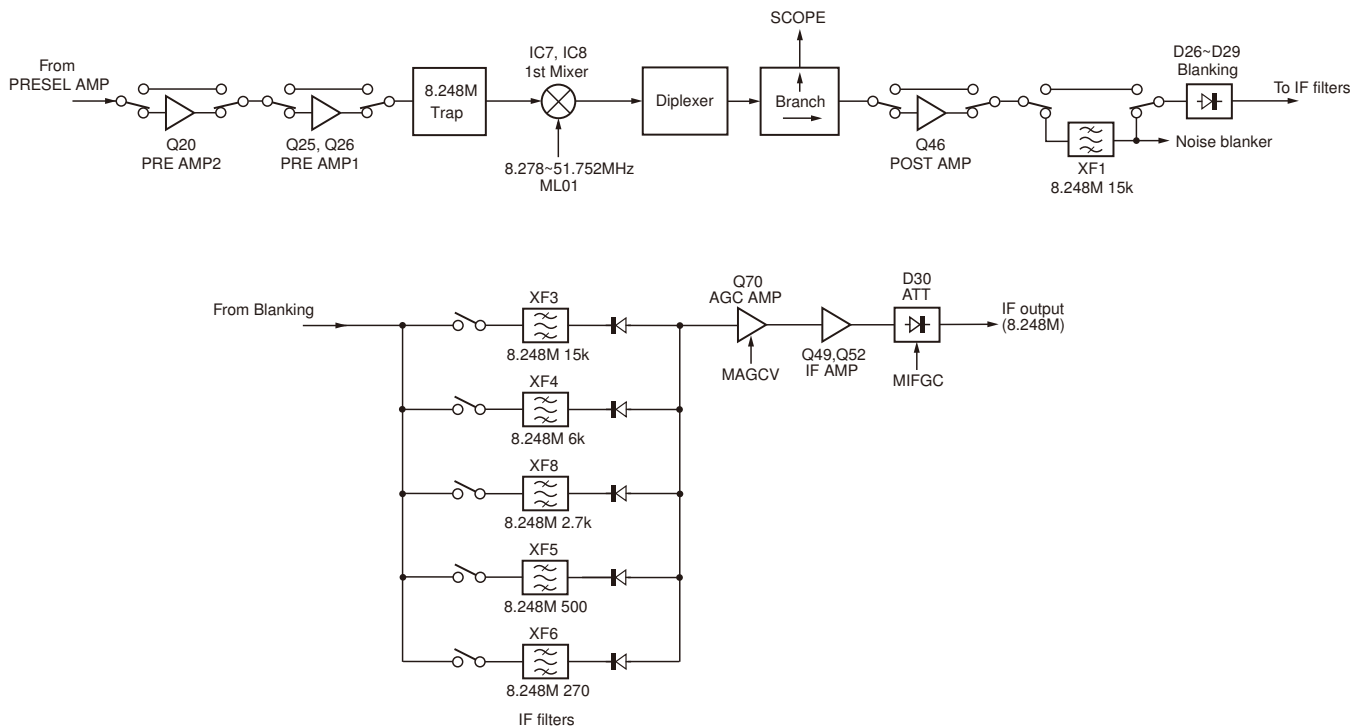 SCOPE
From
PRESEL AMP
IC7, IC8
1st Mixer
D26~D29
Blanking
8.248M
Trap
Diplexer
Branch
To IF filters
Q20
PRE AMP2
Q25, Q26
PRE AMP1
8.278~51.752MHz
ML01
Q46
POST AMP
Noise blanker
XF1
8.248M 15k
From Blanking
XF3
8.248M 15k
Q70
AGC AMP
D30
ATT
IF output
(8.248M)
MAGCV
Q49,Q52
IF AMP
MIFGC
XF4
8.248M 6k
XF8
8.248M 2.7k
XF5
8.248M 500
XF6
8.248M 270
IF filters